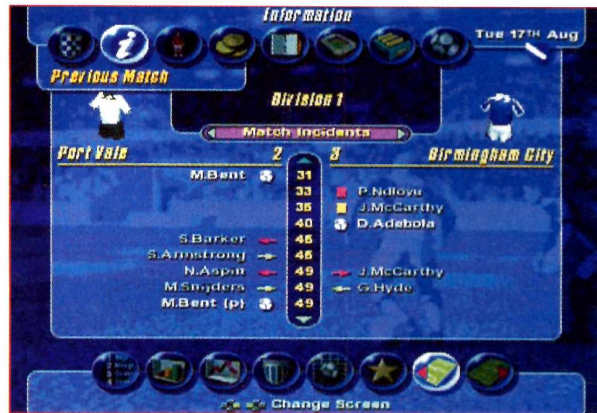 Information
Tue 17TH Aug
Previous Match
Division 1
Match Incidents
Port Vale 2 3 Birmingham City
M.Bent 31
33 P.Ndlovu
35 J.McCarthy
40 D.Adebola
S.Barker 45
S.Armstrong 45
N.Aspin 49 J.McCarthy
M.Snijders 49 G.Hyde
M.Bent (p) 49
Change Screen